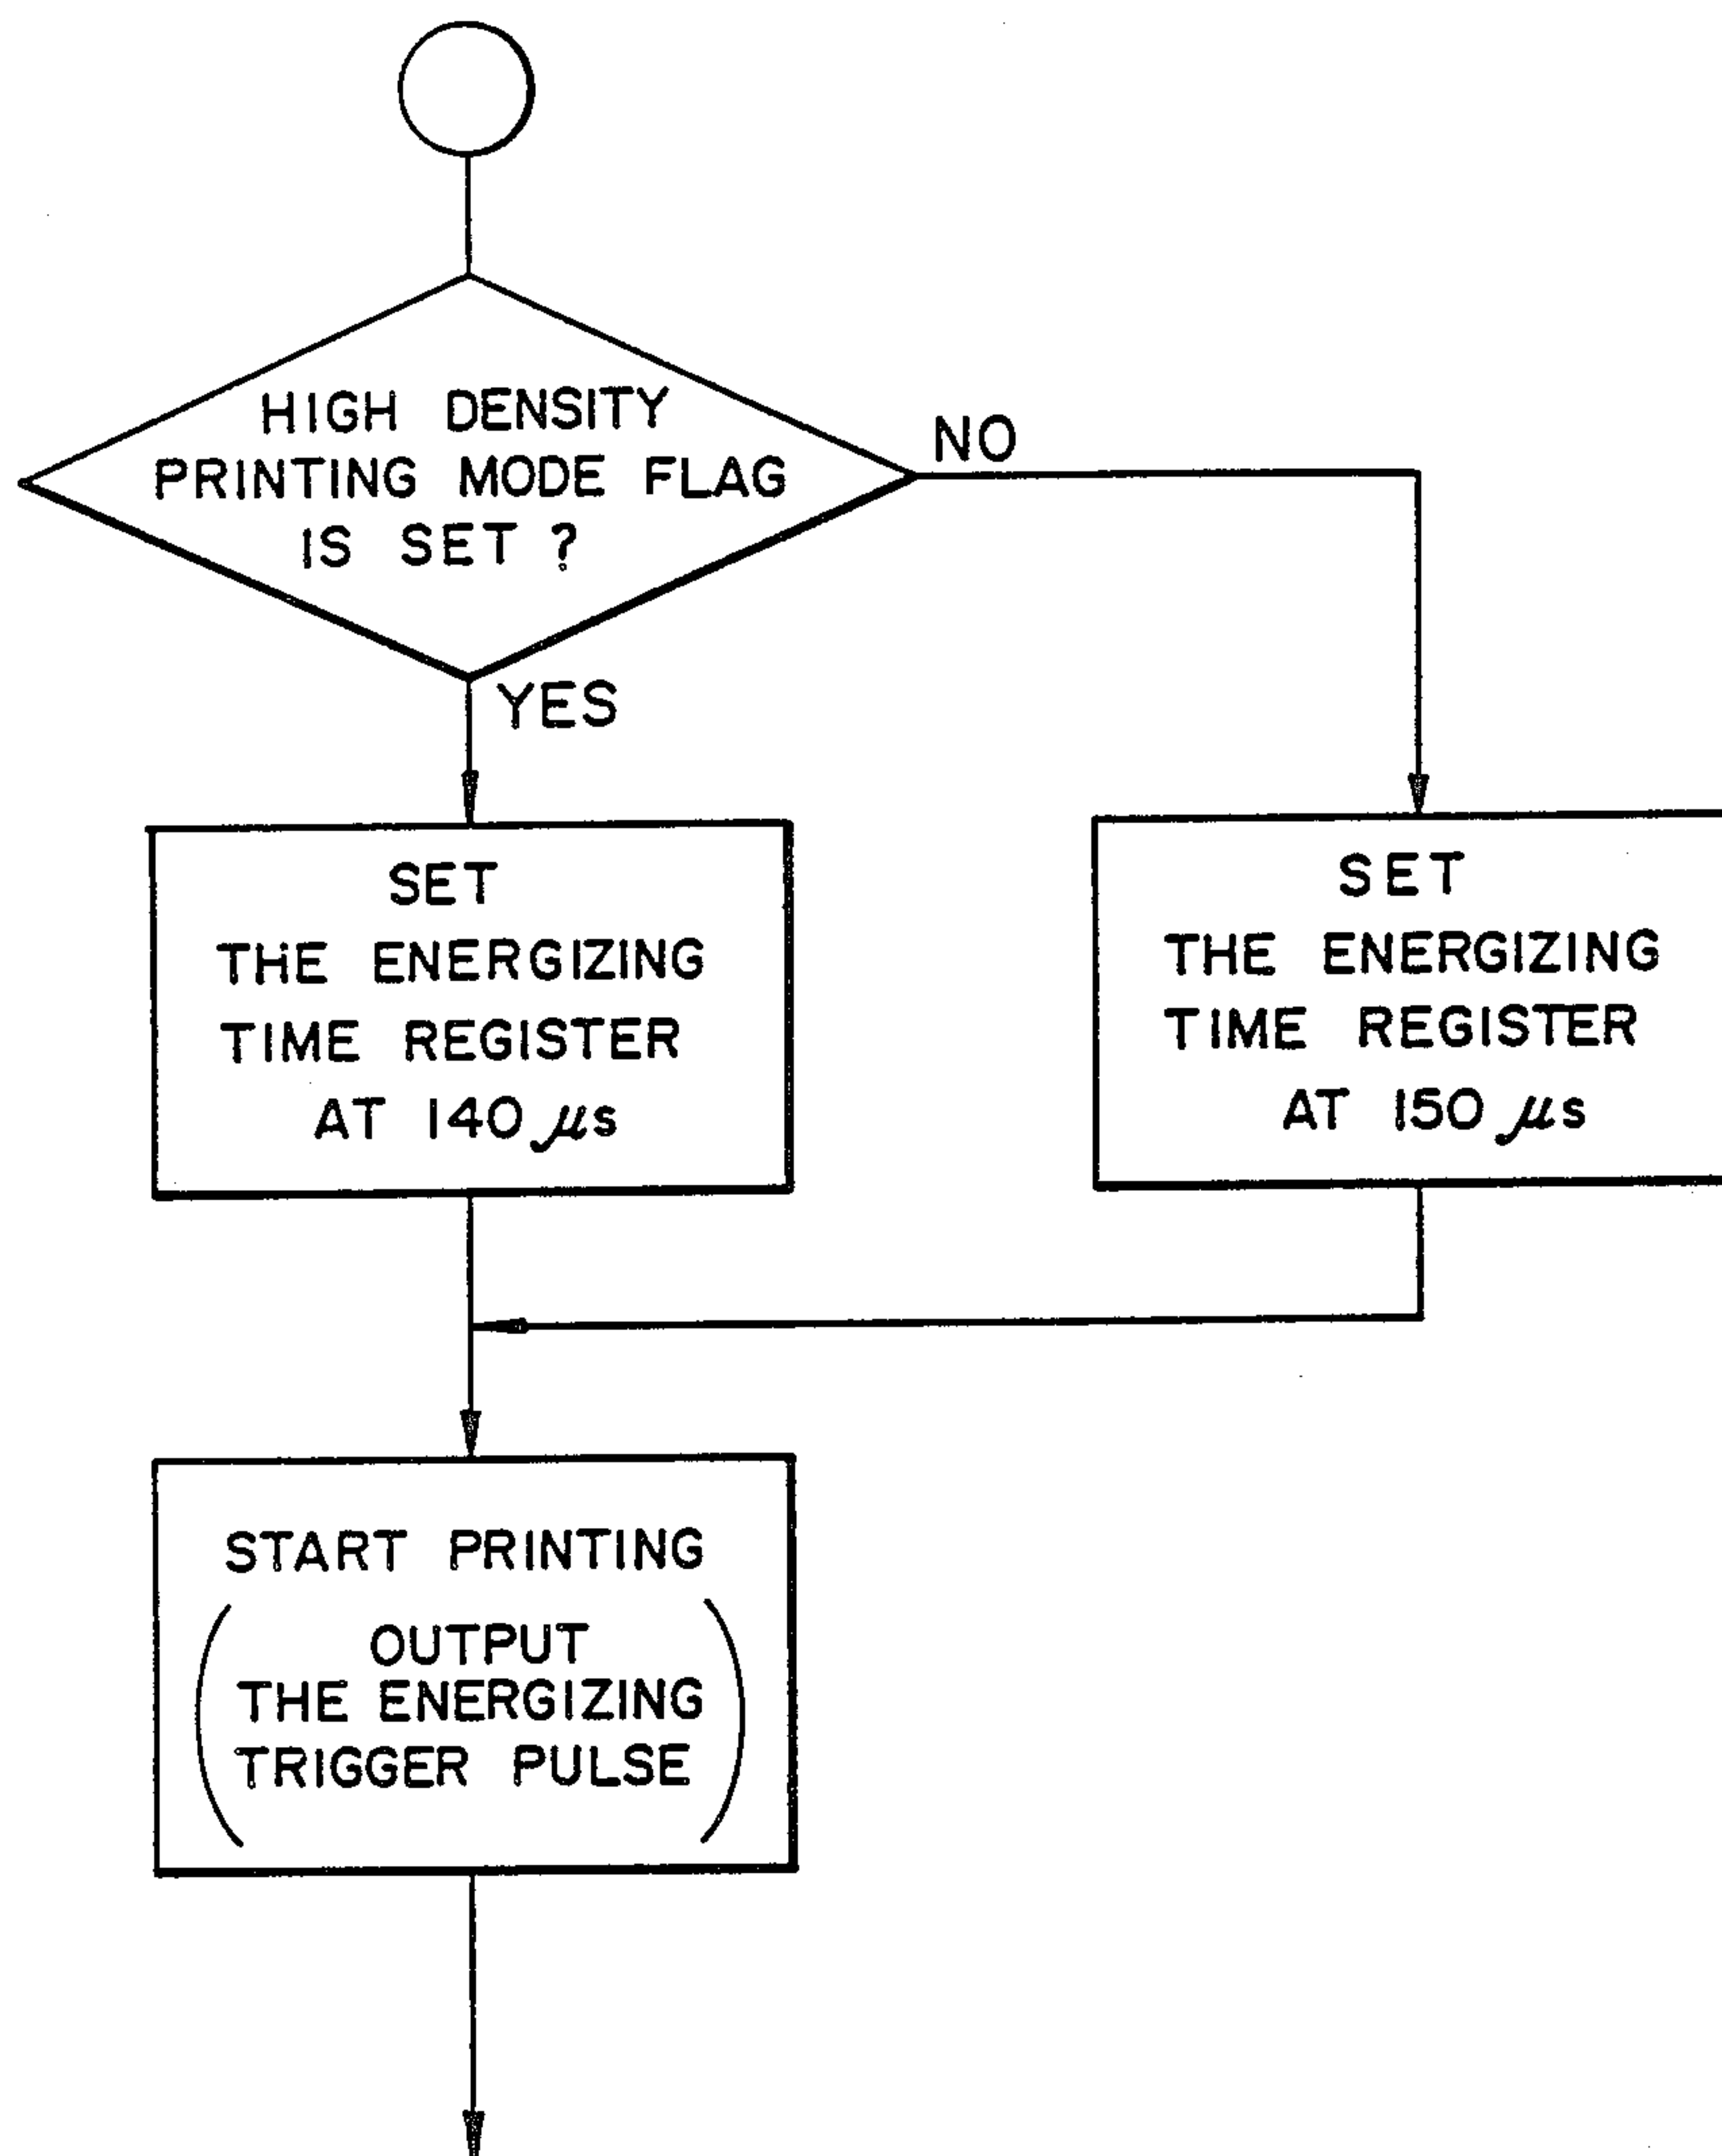 HIGH DENSITY
PRINTING MODE FLAG
IS SET ?
NO
YES
SET
THE ENERGIZING
TIME REGISTER
AT 140 μs
SET
THE ENERGIZING
TIME REGISTER
AT 150 μs
START PRINTING
(OUTPUT
THE ENERGIZING
TRIGGER PULSE)